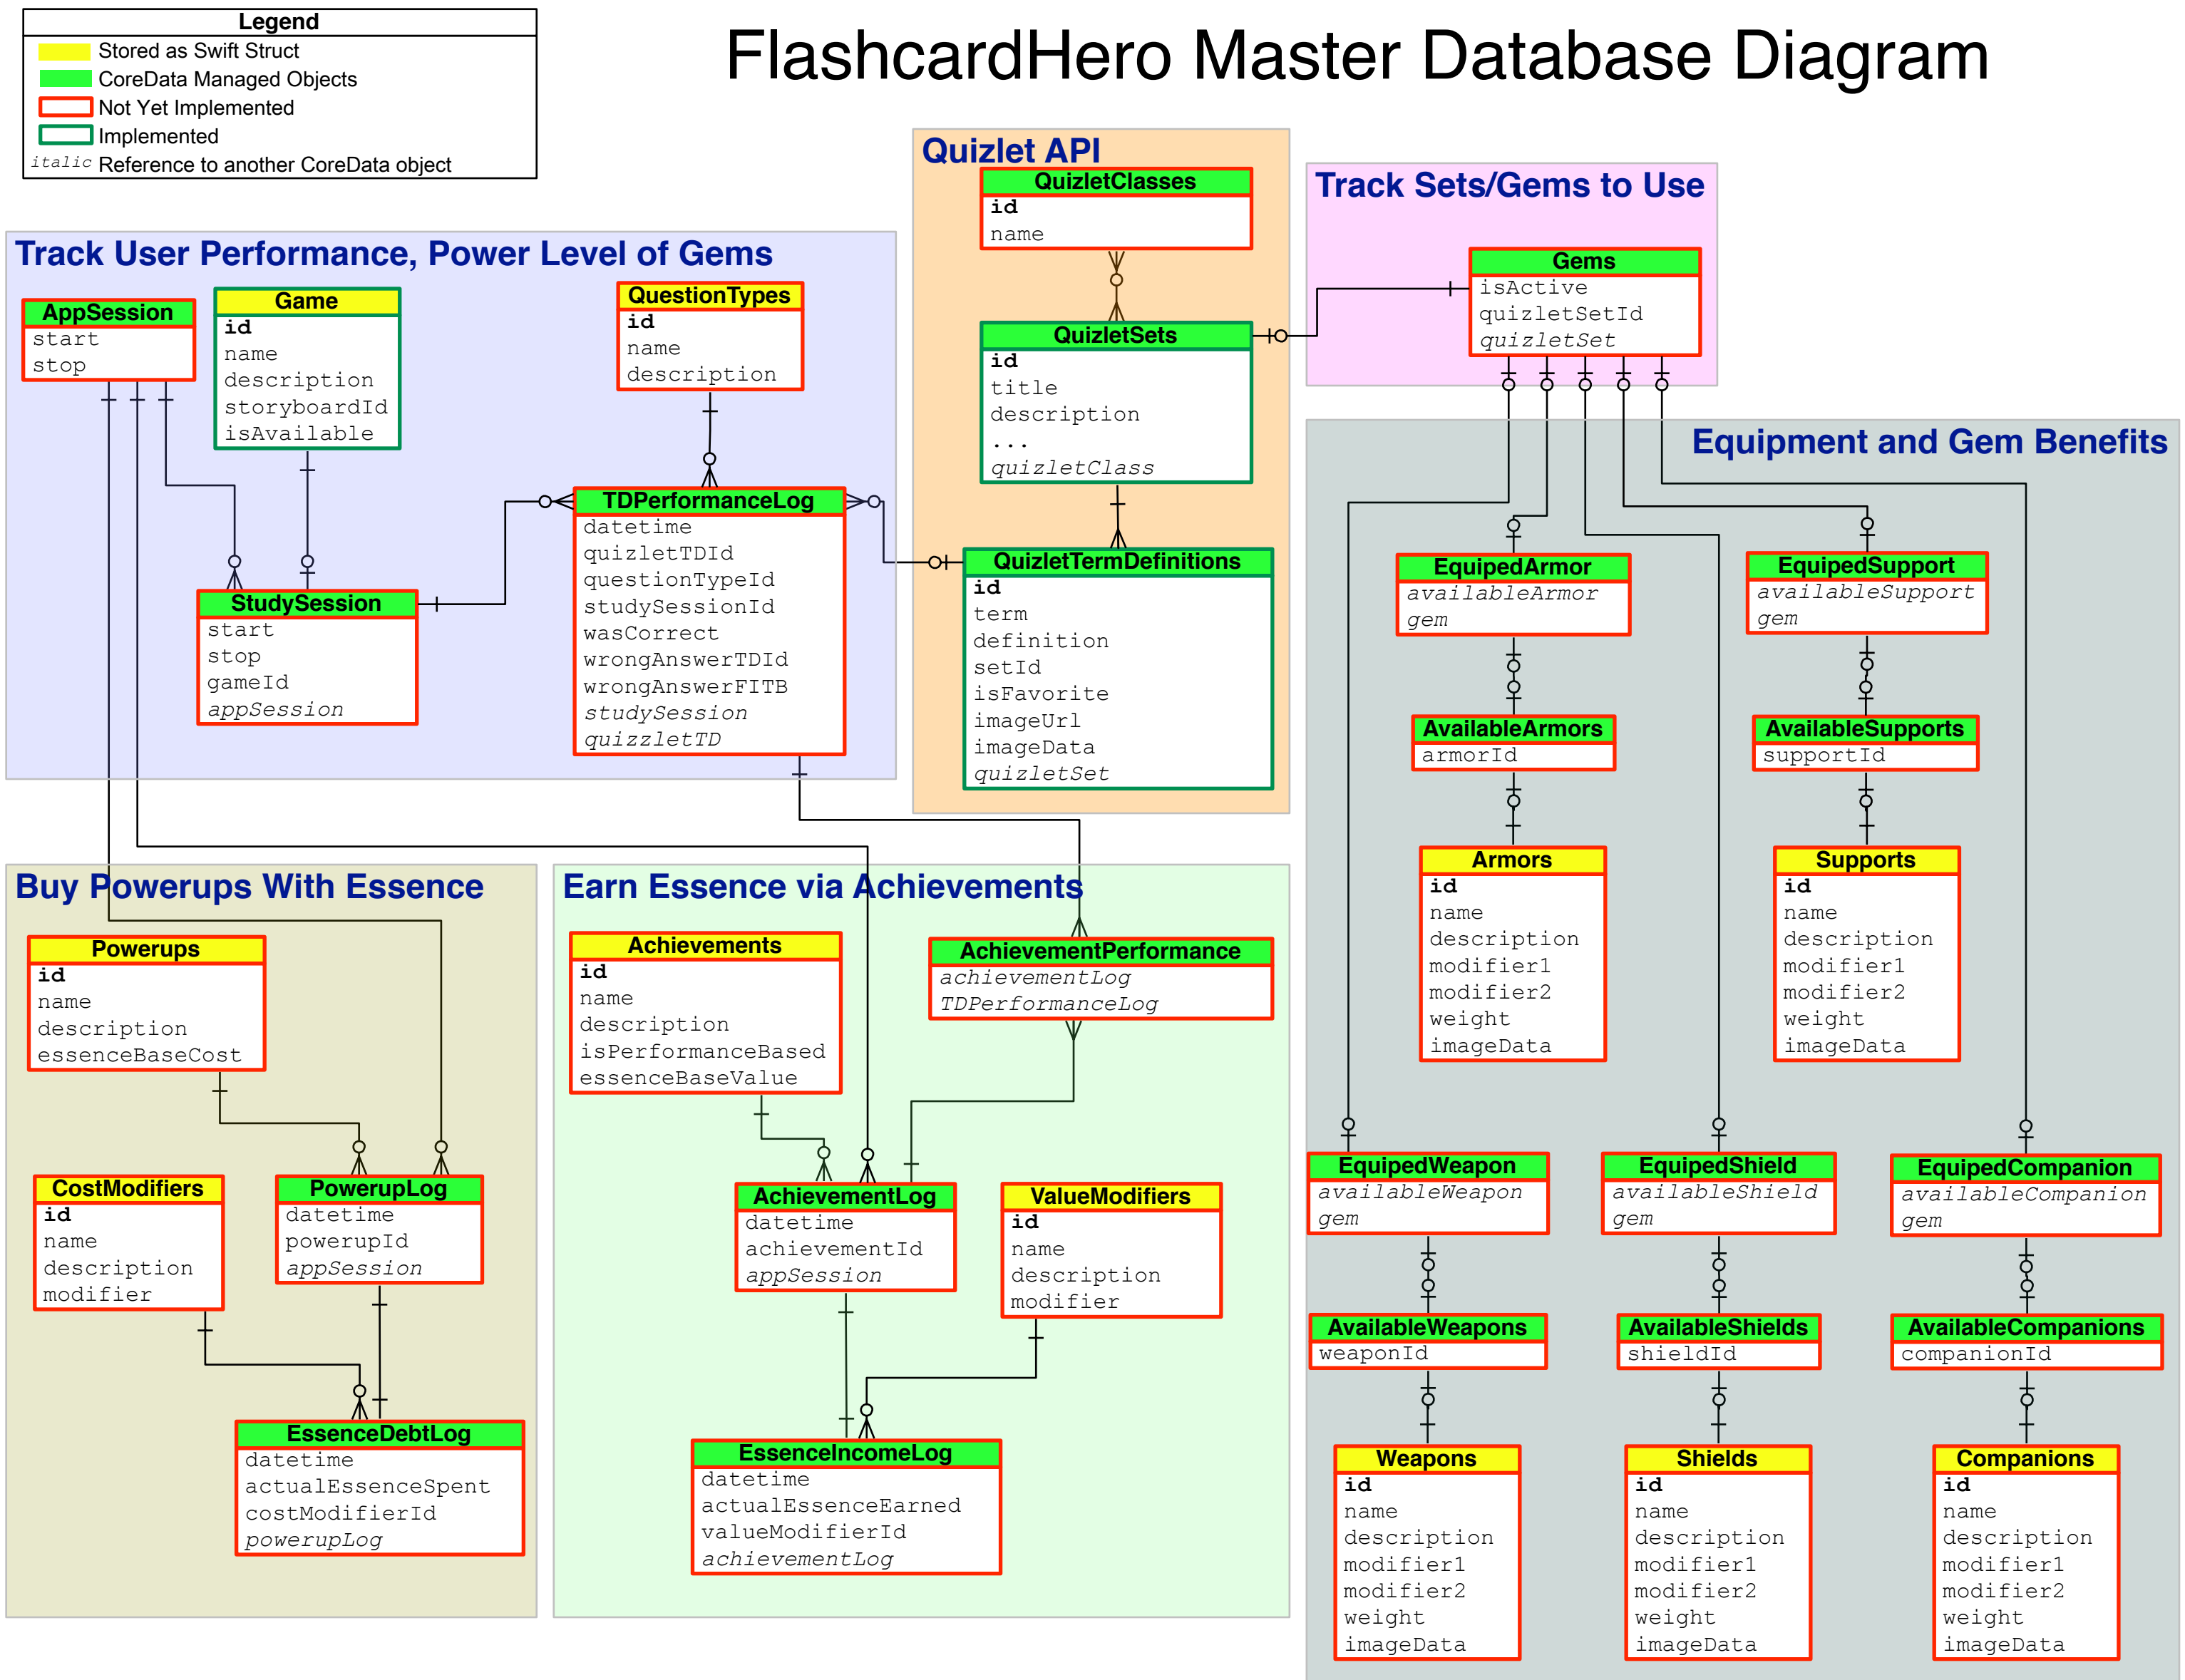 Legend
Stored as Swift Struct
CoreData Managed Objects
Not Yet Implemented
Implemented
italic Reference to another CoreData object
FlashcardHero Master Database Diagram
Track User Performance, Power Level of Gems
AppSession
start
stop
Game
id
name
description
storyboardId
isAvailable
QuestionTypes
id
name
description
StudySession
start
stop
gameId
appSession
TDPerformanceLog
datetime
quizletTDId
questionTypeId
studySessionId
wasCorrect
wrongAnswerTDId
wrongAnswerFITB
studySession
quizzletTD
Quizlet API
QuizletClasses
id
name
QuizletSets
id
title
description
...
quizletClass
QuizletTermDefinitions
id
term
definition
setId
isFavorite
imageUrl
imageData
quizletSet
Track Sets/Gems to Use
Gems
isActive
quizletSetId
quizletSet
Equipment and Gem Benefits
EquipedArmor
availableArmor
gem
EquipedSupport
availableSupport
gem
AvailableArmors
armorId
AvailableSupports
supportId
Armors
id
name
description
modifier1
modifier2
weight
imageData
Supports
id
name
description
modifier1
modifier2
weight
imageData
EquipedWeapon
availableWeapon
gem
EquipedShield
availableShield
gem
EquipedCompanion
availableCompanion
gem
AvailableWeapons
weaponId
AvailableShields
shieldId
AvailableCompanions
companionId
Weapons
id
name
description
modifier1
modifier2
weight
imageData
Shields
id
name
description
modifier1
modifier2
weight
imageData
Companions
id
name
description
modifier1
modifier2
weight
imageData
Buy Powerups With Essence
Powerups
id
name
description
essenceBaseCost
CostModifiers
id
name
description
modifier
PowerupLog
datetime
powerupId
appSession
EssenceDebtLog
datetime
actualEssenceSpent
costModifierId
powerupLog
Earn Essence via Achievements
Achievements
id
name
description
isPerformanceBased
essenceBaseValue
AchievementPerformance
achievementLog
TDPerformanceLog
AchievementLog
datetime
achievementId
appSession
ValueModifiers
id
name
description
modifier
EssenceIncomeLog
datetime
actualEssenceEarned
valueModifierId
achievementLog